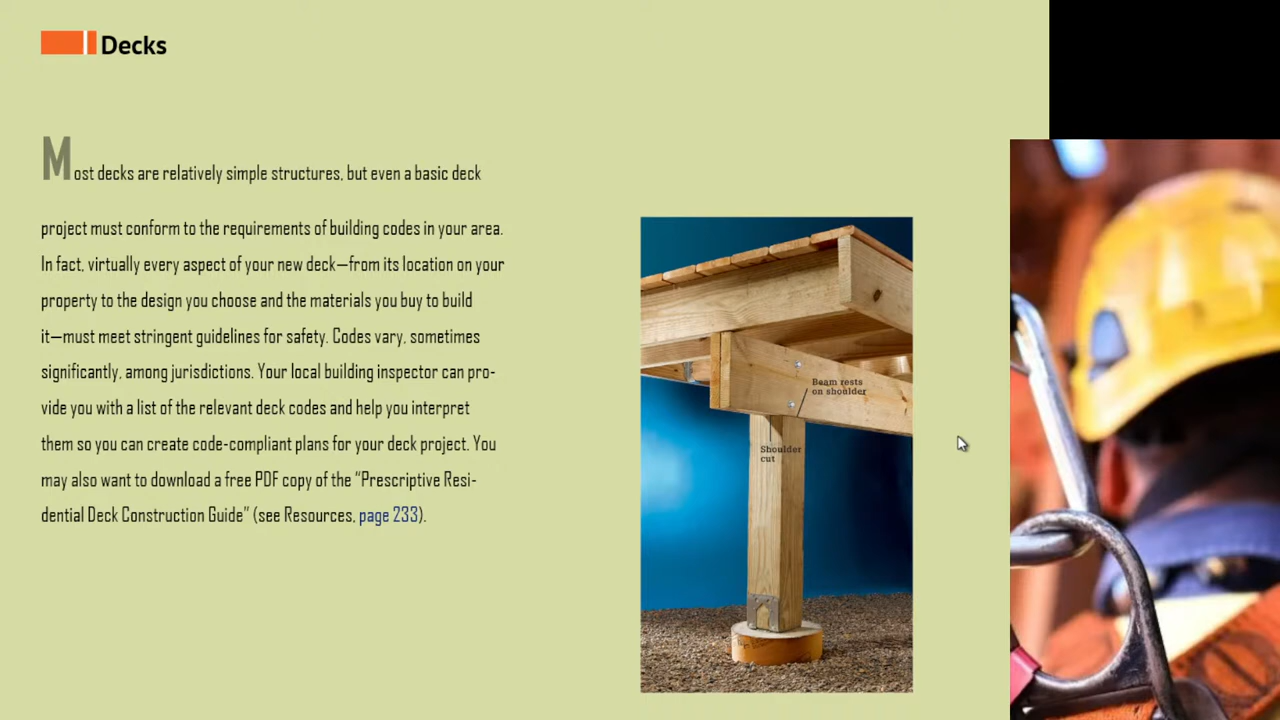 Decks
Most decks are relatively simple structures, but even a basic deck
project must conform to the requirements of building codes in your area.
In fact, virtually every aspect of your new deck—from its location on your
property to the design you choose and the materials you buy to build
it—must meet stringent guidelines for safety. Codes vary, sometimes
significantly, among jurisdictions. Your local building inspector can pro-
vide you with a list of the relevant deck codes and help you interpret
them so you can create code-compliant plans for your deck project. You
may also want to download a free PDF copy of the “Prescriptive Resi-
dential Deck Construction Guide” (see Resources, page 233).
Beam rests
on shoulder
Shoulder
cut